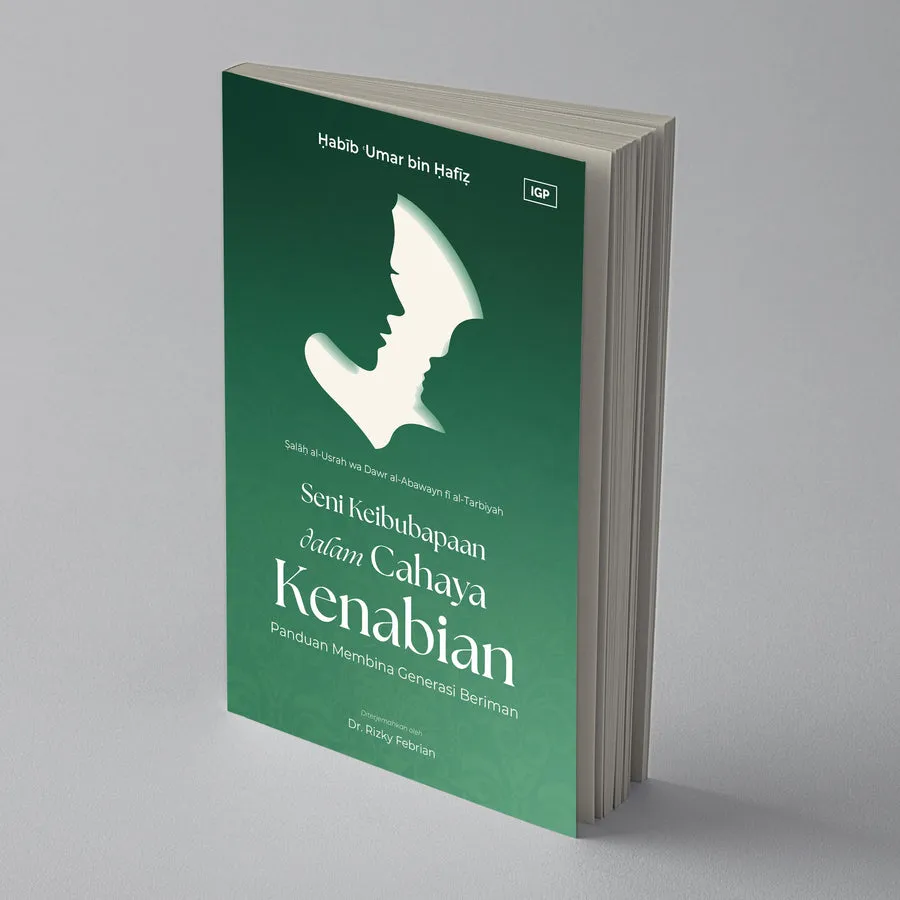 Ḥabīb ʿUmar bin Ḥafīẓ
IGP
Ṣalāḥ al-Usrah wa Dawr al-Abawayn fī al-Tarbiyah
Seni Keibubapaan
dalam Cahaya
Kenabian
Panduan Membina Generasi Beriman
Diterjemahkan oleh
Dr. Rizky Febrian